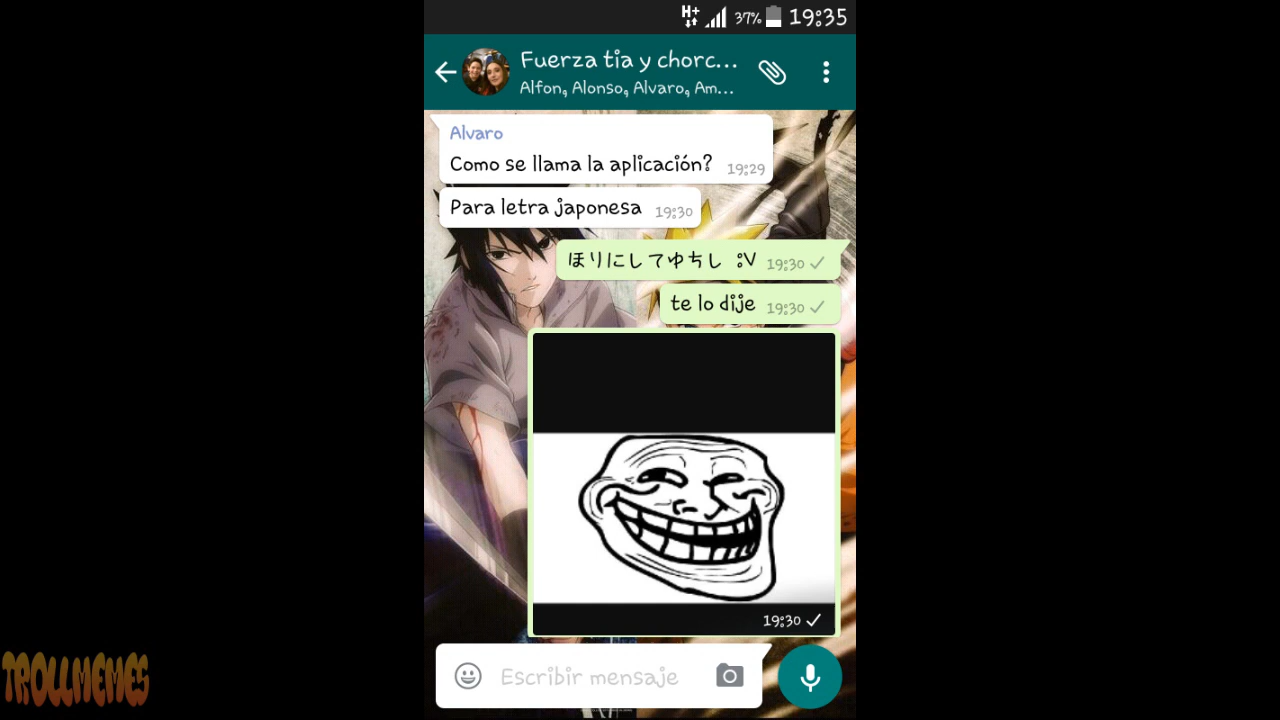 37% 19:35
Fuerza tia y chorc...
Alfon, Alonso, Alvaro, Am...
Alvaro
Como se llama la aplicación? 19:29
Para letra japonesa 19:30
ほりにしてゆちし :V 19:30
te lo dije 19:30
19:30
Escribir mensaje
TROLLMEMES